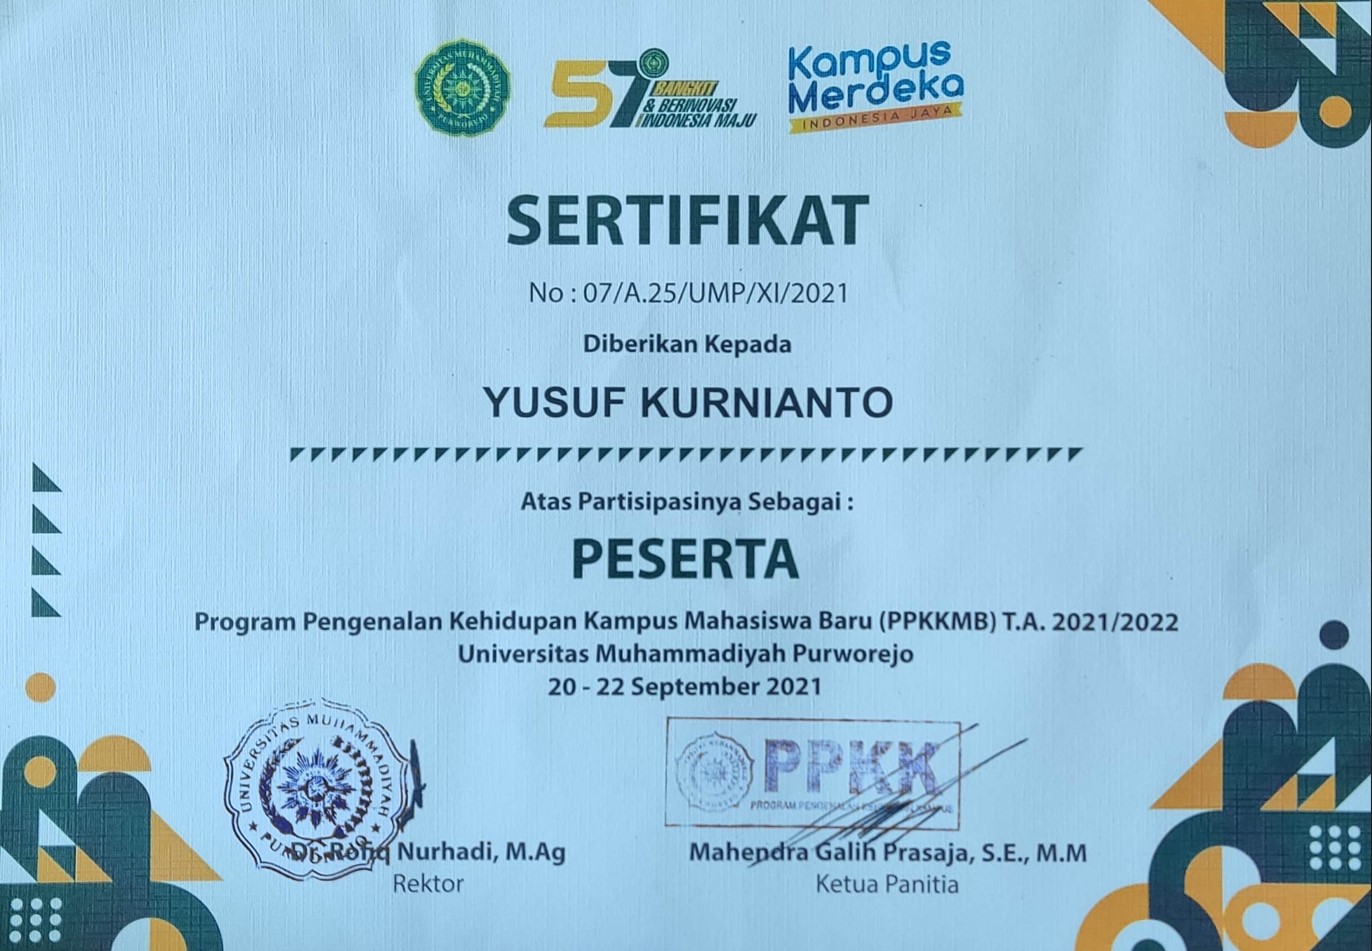 UNIVERSITAS MUHAMMADIYAH
PURWOREJO
57
BANGKIT
& BERINOVASI
INDONESIA MAJU
Kampus
Merdeka
INDONESIA JAYA
SERTIFIKAT
No : 07/A.25/UMP/XI/2021
Diberikan Kepada
YUSUF KURNIANTO
Atas Partisipasinya Sebagai :
PESERTA
Program Pengenalan Kehidupan Kampus Mahasiswa Baru (PPKKMB) T.A. 2021/2022
Universitas Muhammadiyah Purworejo
20 - 22 September 2021
UNIVERSITAS MUHAMMADIYAH
PURWOREJO
PPKK
PROGRAM PENGENALAN KAMPUS
Dr. Rofiq Nurhadi, M.Ag
Rektor
Mahendra Galih Prasaja, S.E., M.M
Ketua Panitia